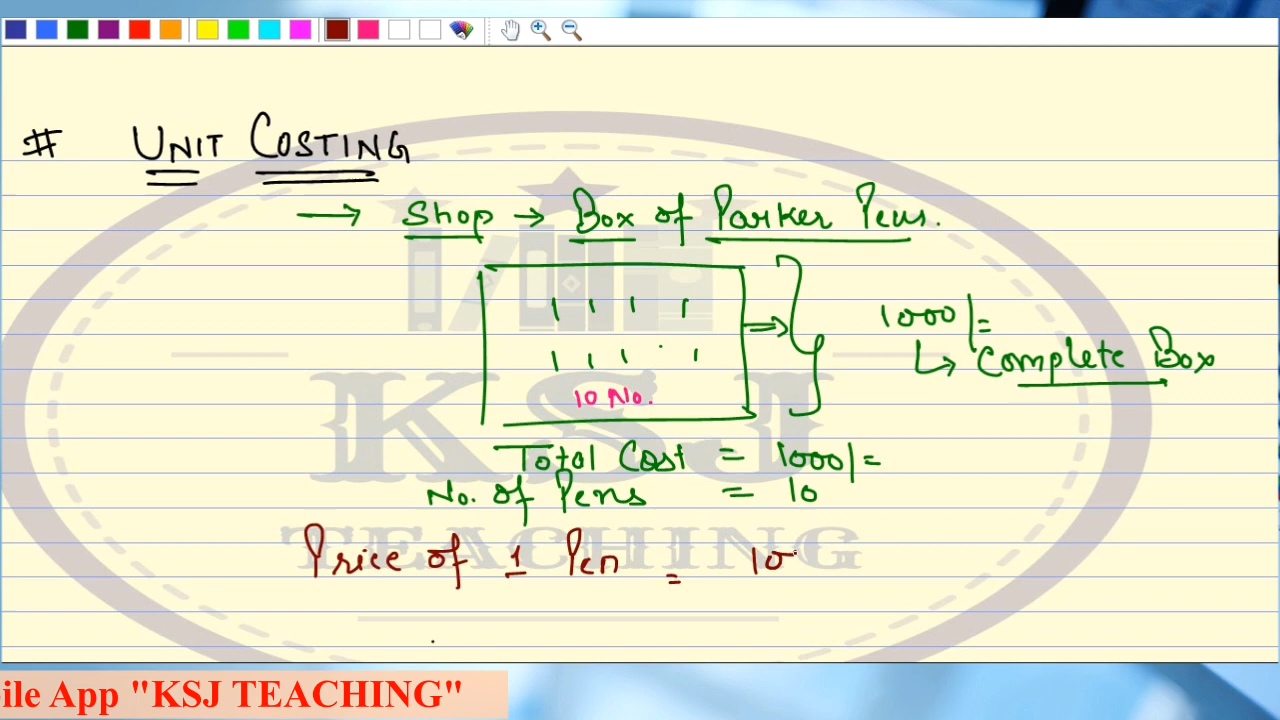 # UNIT COSTING
→ Shop → Box of Parker Pens.
1000/=
↳ Complete Box
10 No.
Total Cost = 1000/=
No. of Pens = 10
Price of 1 Pen = 10
KSJ
TEACHING
ile App "KSJ TEACHING"